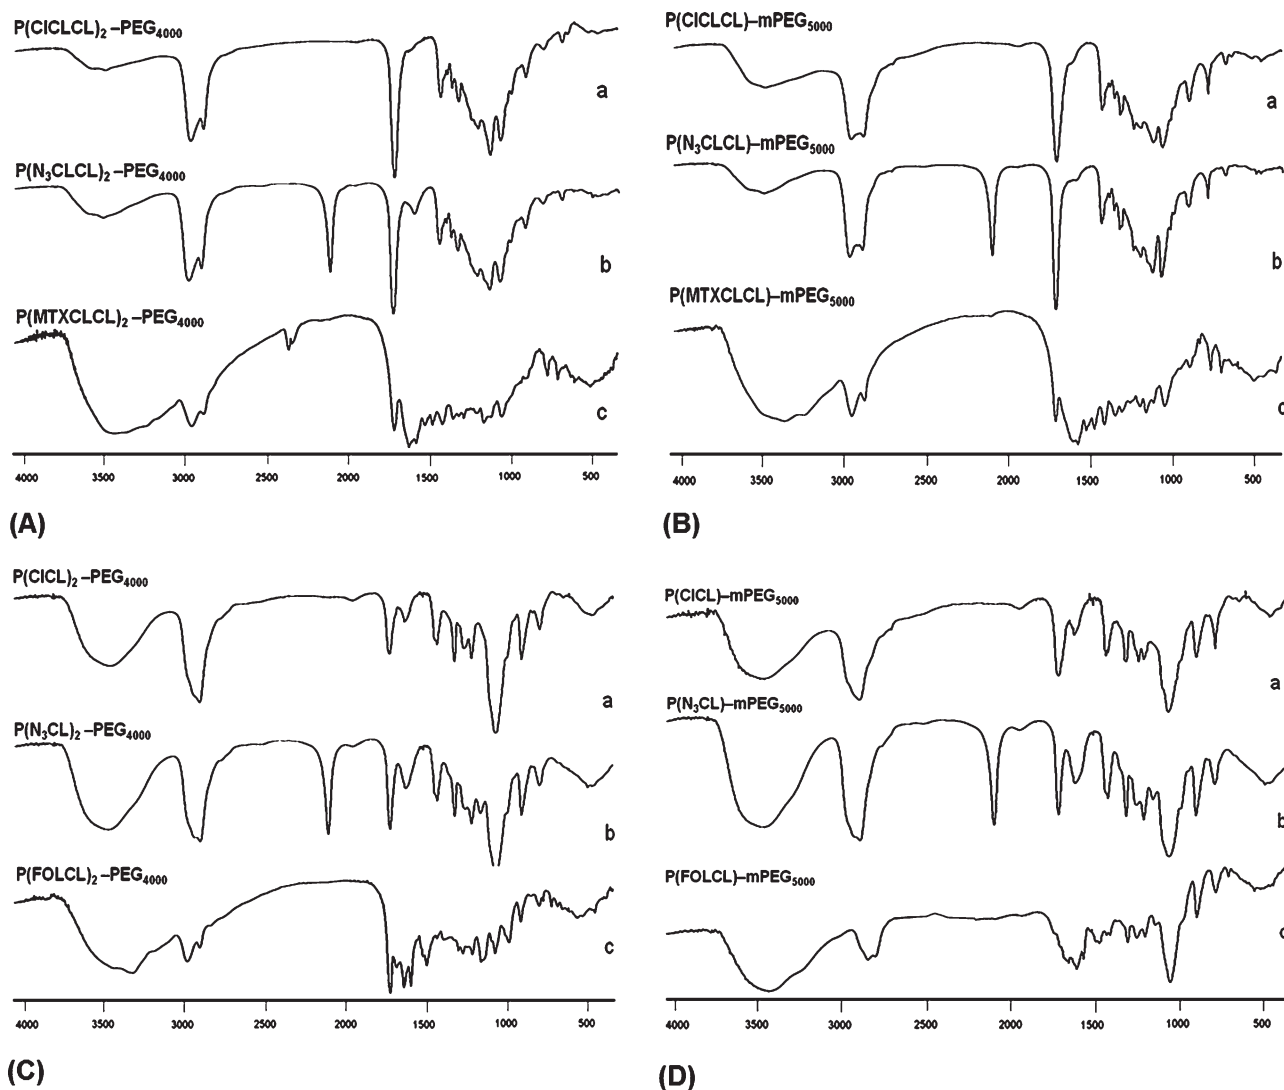 P(ClCLCL)₂ –PEG₄₀₀₀
a
P(N₃CLCL)₂ –PEG₄₀₀₀
b
P(MTXCLCL)₂ –PEG₄₀₀₀
c
4000 3500 3000 2500 2000 1500 1000 500
(A)
P(ClCLCL)–mPEG₅₀₀₀
a
P(N₃CLCL)–mPEG₅₀₀₀
b
P(MTXCLCL)–mPEG₅₀₀₀
c
4000 3500 3000 2500 2000 1500 1000 500
(B)
P(ClCL)₂ –PEG₄₀₀₀
a
P(N₃CL)₂ –PEG₄₀₀₀
b
P(FOLCL)₂ –PEG₄₀₀₀
c
4000 3500 3000 2500 2000 1500 1000 500
(C)
P(ClCL)–mPEG₅₀₀₀
a
P(N₃CL)–mPEG₅₀₀₀
b
P(FOLCL)–mPEG₅₀₀₀
c
4000 3500 3000 2500 2000 1500 1000 500
(D)